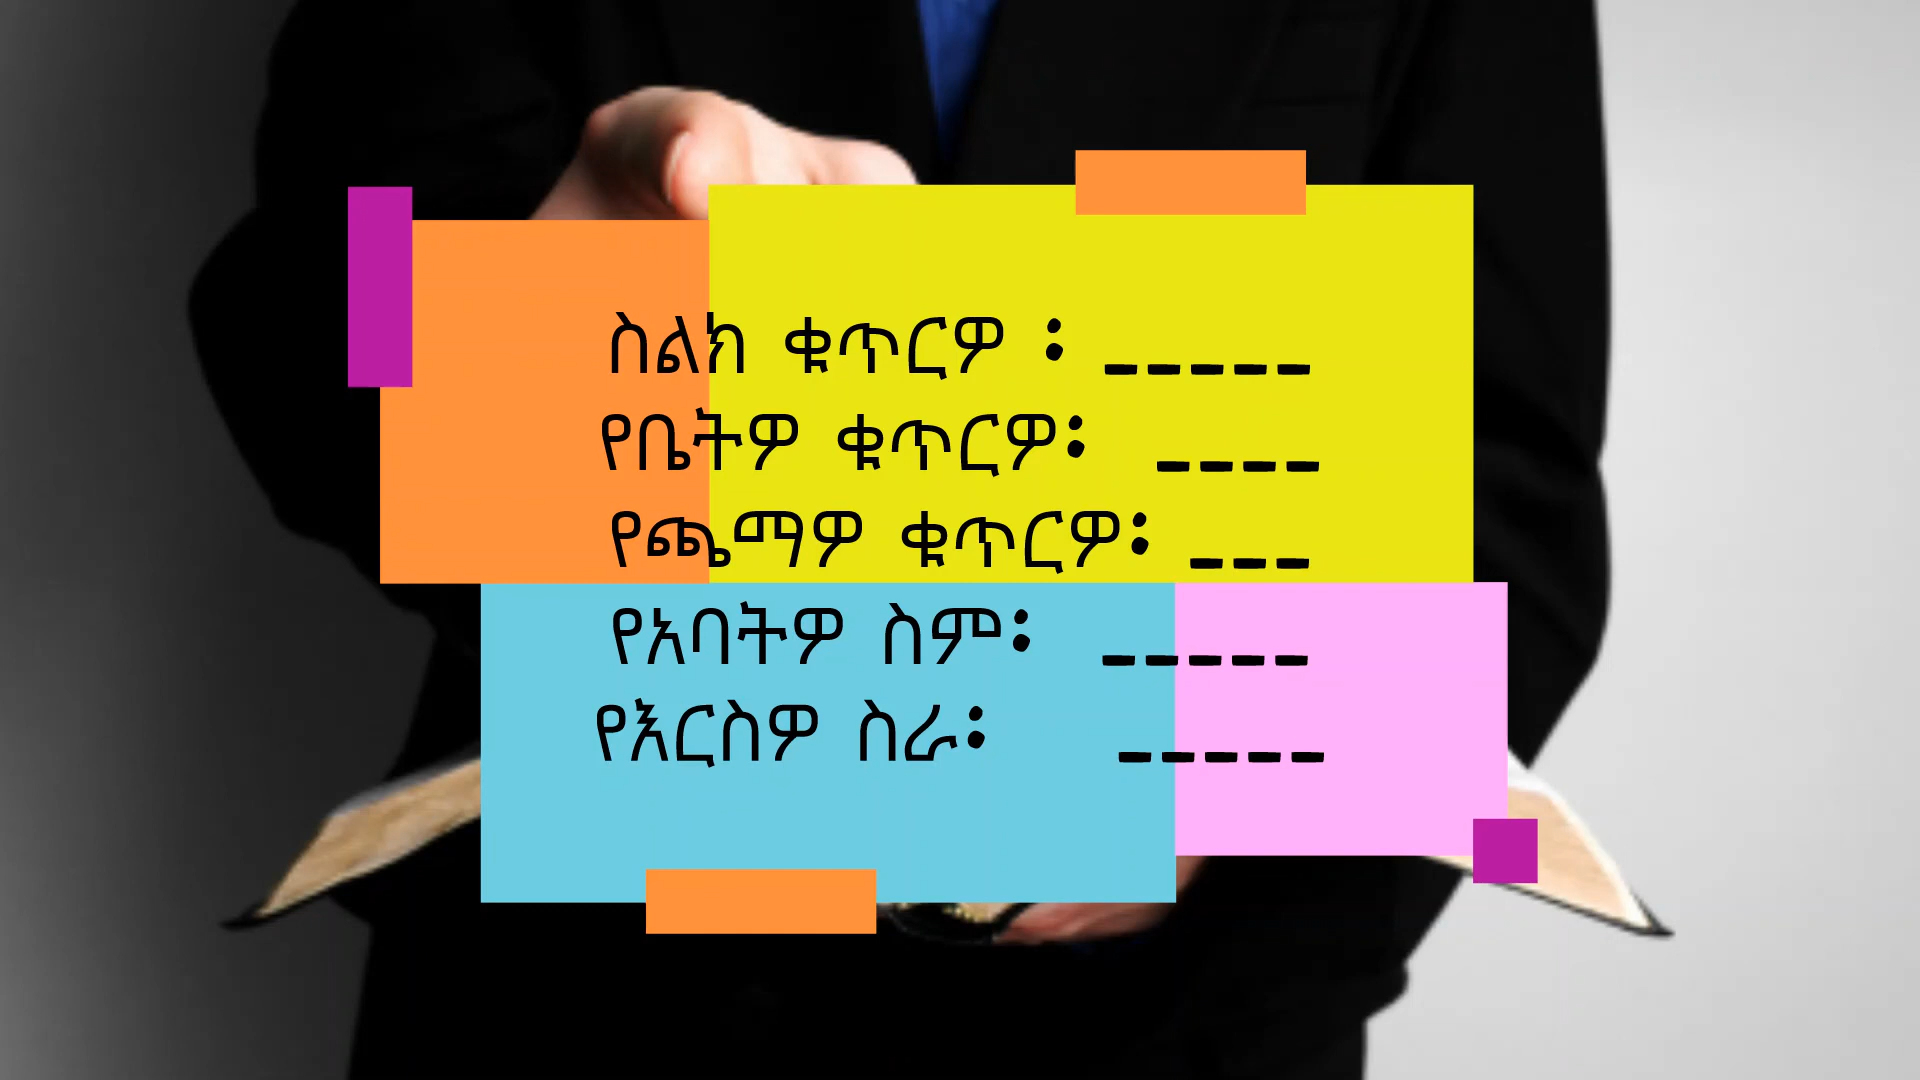 ስልክ ቁጥርዎ ፡ _____
የቤትዎ ቁጥርዎ፡ ____
የጫማዎ ቁጥርዎ፡ ___
የአባትዎ ስም፡ _____
የእርስዎ ስራ፡ _____